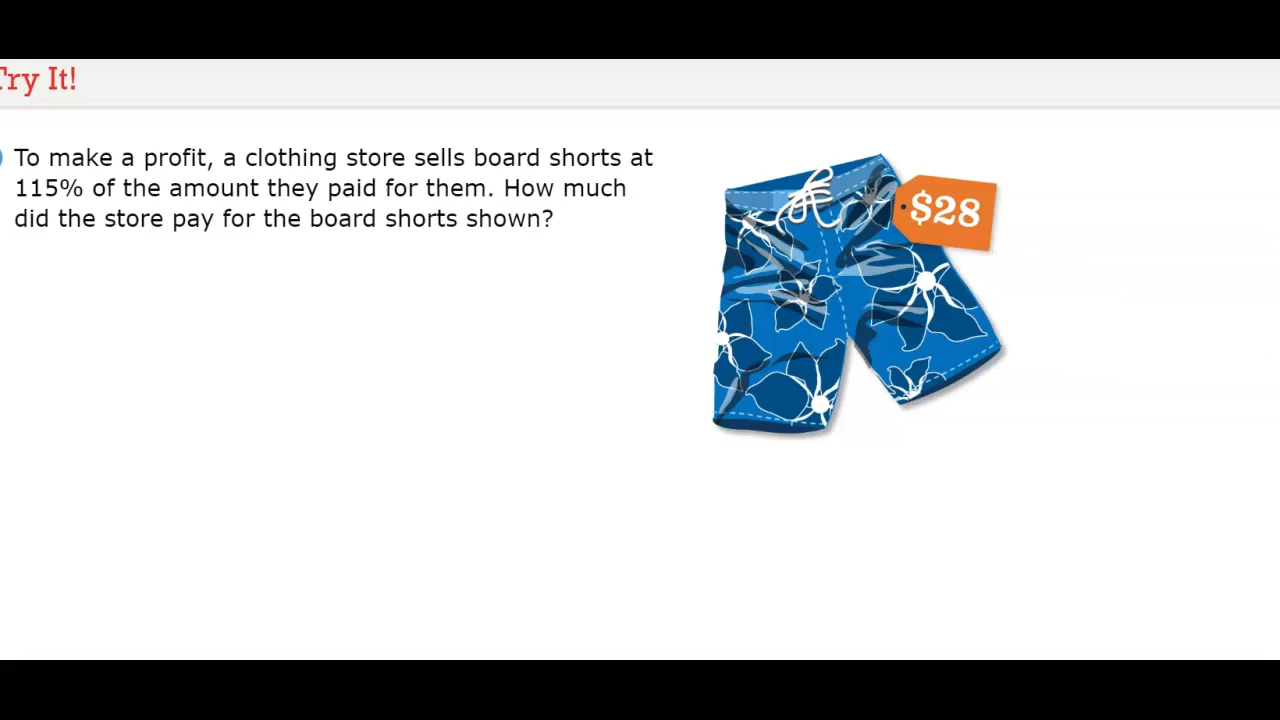 Try It!
To make a profit, a clothing store sells board shorts at
115% of the amount they paid for them. How much
did the store pay for the board shorts shown?
$28